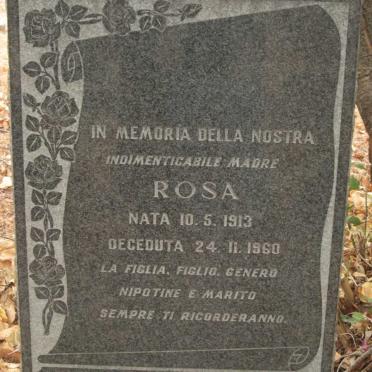 IN MEMORIA DELLA NOSTRA
INDIMENTICABILE MADRE
ROSA
NATA 10. 5. 1913
DECEDUTA 24. 11. 1960
LA FIGLIA, FIGLIO, GENERO
NIPOTINE E MARITO
SEMPRE TI RICORDERANNO.